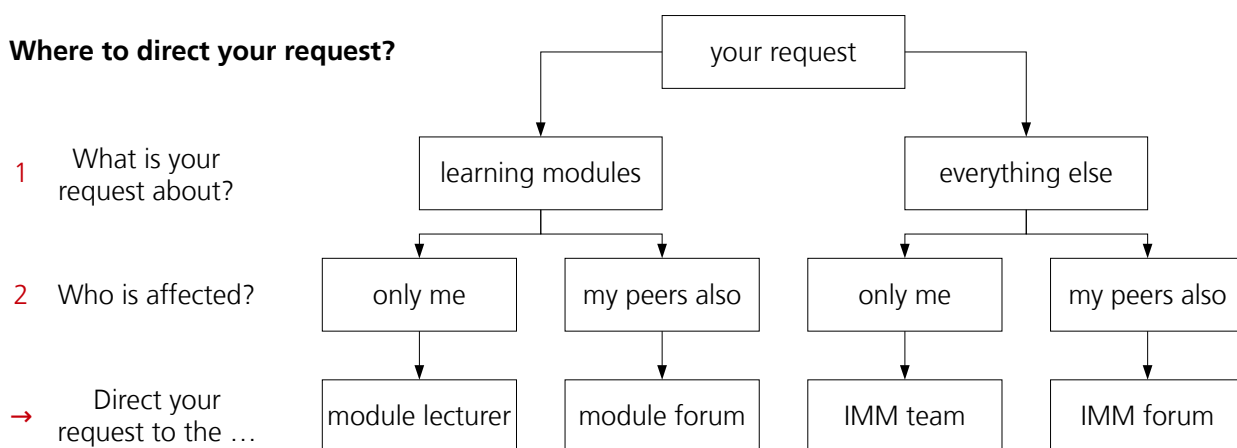 Where to direct your request?
your request
1
What is your
request about?
learning modules
everything else
2
Who is affected?
only me
my peers also
only me
my peers also
→
Direct your
request to the …
module lecturer
module forum
IMM team
IMM forum